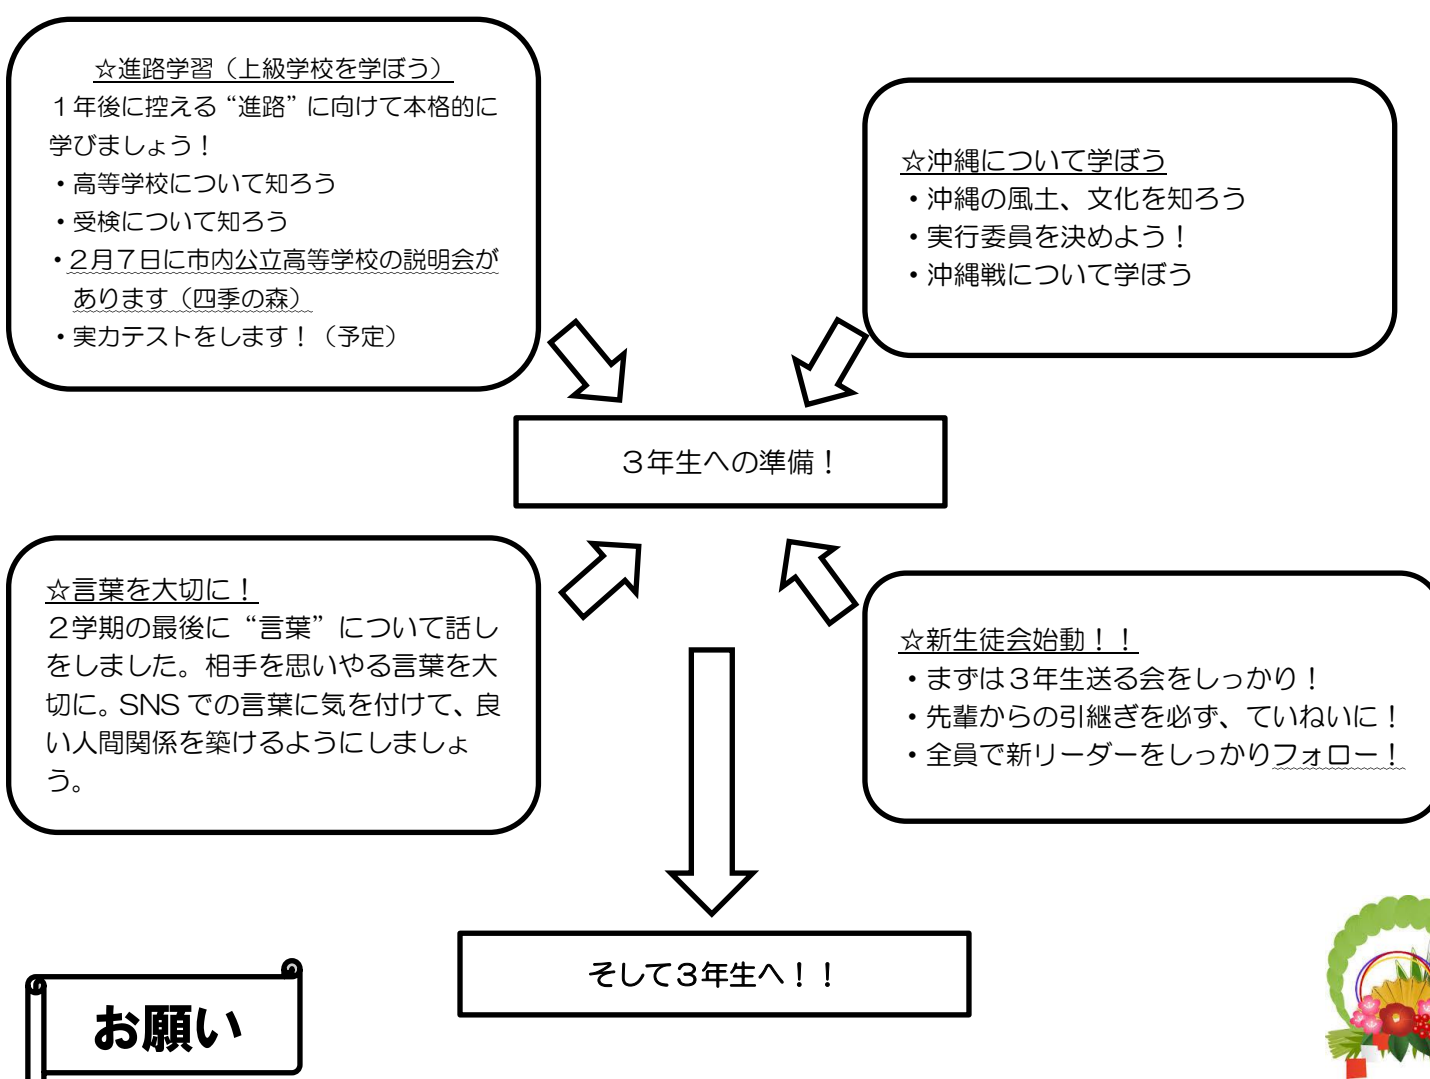 ☆進路学習（上級学校を学ぼう）
１年後に控える“進路”に向けて本格的に
学びましょう！
・高等学校について知ろう
・受検について知ろう
・２月７日に市内公立高等学校の説明会が
あります（四季の森）
・実力テストをします！（予定）
☆沖縄について学ぼう
・沖縄の風土、文化を知ろう
・実行委員を決めよう！
・沖縄戦について学ぼう
３年生への準備！
☆言葉を大切に！
２学期の最後に“言葉”について話し
をしました。相手を思いやる言葉を大
切に。SNSでの言葉に気を付けて、良
い人間関係を築けるようにしましょ
う。
☆新生徒会始動！！
・まずは３年生送る会をしっかり！
・先輩からの引継ぎを必ず、ていねいに！
・全員で新リーダーをしっかりフォロー！
そして３年生へ！！
お願い